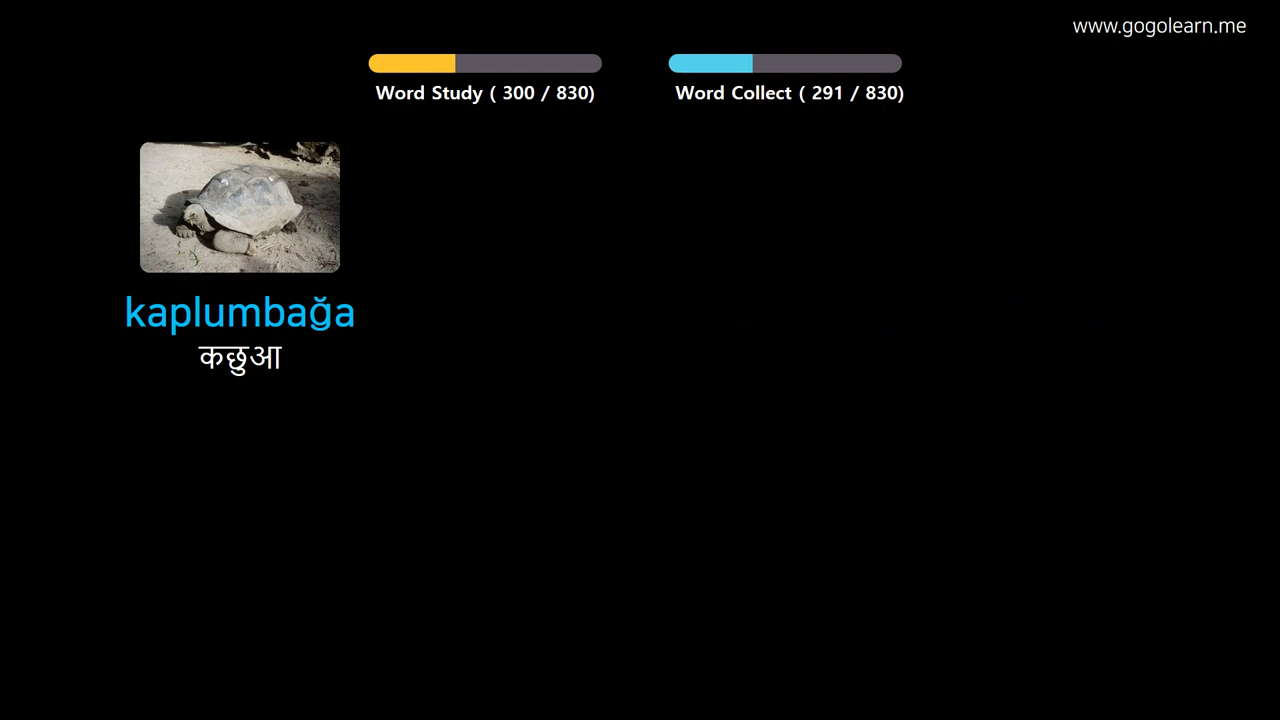 www.gogolearn.me
Word Study ( 300 / 830)
Word Collect ( 291 / 830)
kaplumbağa
कछुआ